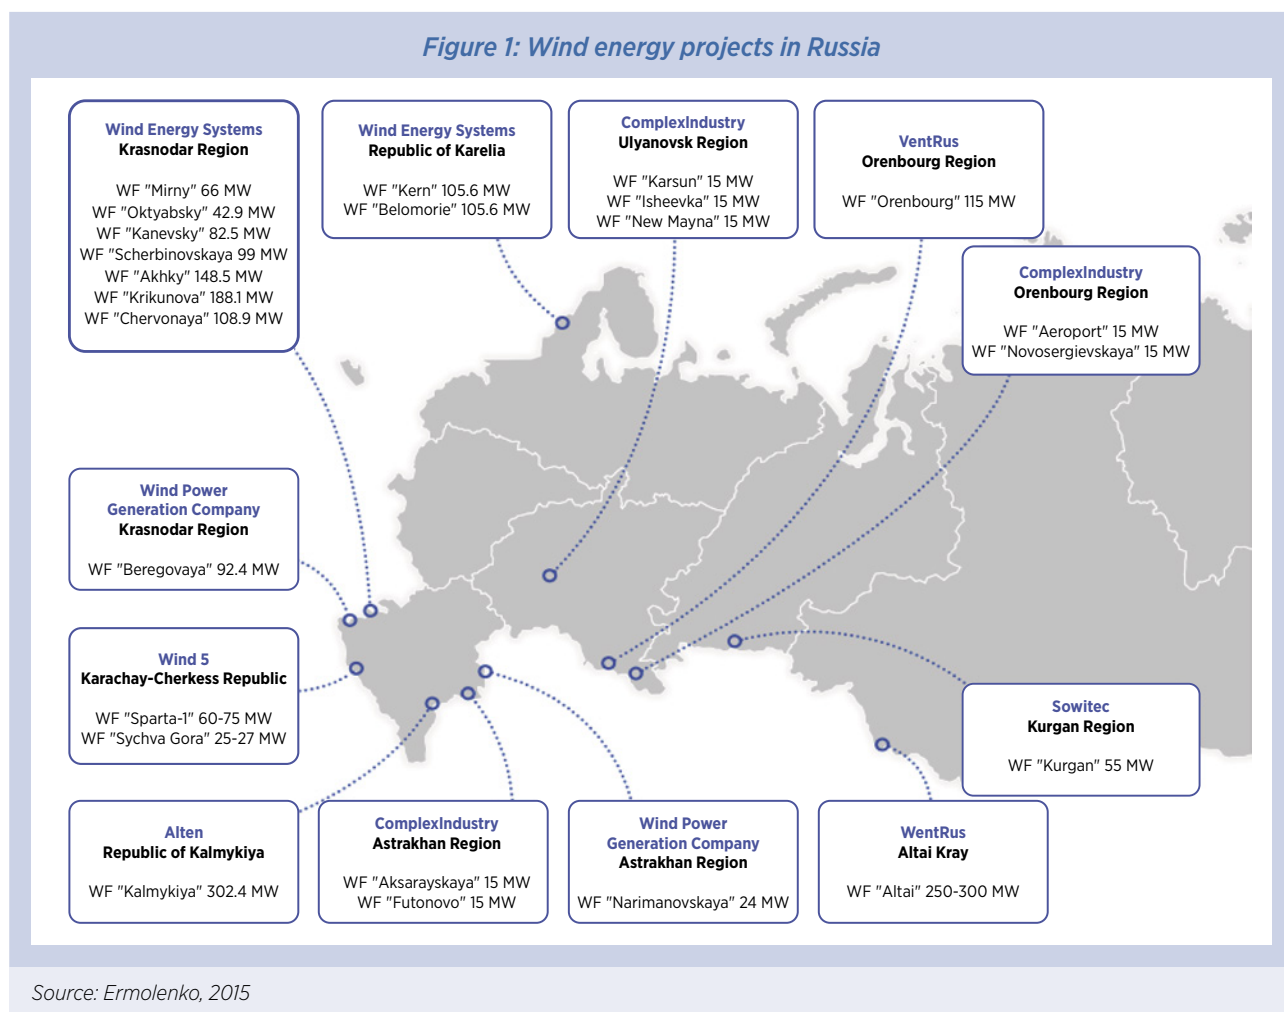 Figure 1: Wind energy projects in Russia
Wind Energy Systems
Krasnodar Region
WF "Mirny" 66 MW
WF "Oktyabsky" 42.9 MW
WF "Kanevsky" 82.5 MW
WF "Scherbinovskaya 99 MW
WF "Akhky" 148.5 MW
WF "Krikunova" 188.1 MW
WF "Chervonaya" 108.9 MW
Wind Energy Systems
Republic of Karelia
WF "Kern" 105.6 MW
WF "Belomorie" 105.6 MW
ComplexIndustry
Ulyanovsk Region
WF "Karsun" 15 MW
WF "Isheevka" 15 MW
WF "New Mayna" 15 MW
VentRus
Orenbourg Region
WF "Orenbourg" 115 MW
ComplexIndustry
Orenbourg Region
WF "Aeroport" 15 MW
WF "Novosergievskaya" 15 MW
Wind Power
Generation Company
Krasnodar Region
WF "Beregovaya" 92.4 MW
Wind 5
Karachay-Cherkess Republic
WF "Sparta-1" 60-75 MW
WF "Sychva Gora" 25-27 MW
Sowitec
Kurgan Region
WF "Kurgan" 55 MW
Alten
Republic of Kalmykiya
WF "Kalmykiya" 302.4 MW
ComplexIndustry
Astrakhan Region
WF "Aksarayskaya" 15 MW
WF "Futonovo" 15 MW
Wind Power
Generation Company
Astrakhan Region
WF "Narimanovskaya" 24 MW
WentRus
Altai Kray
WF "Altai" 250-300 MW
Source: Ermolenko, 2015